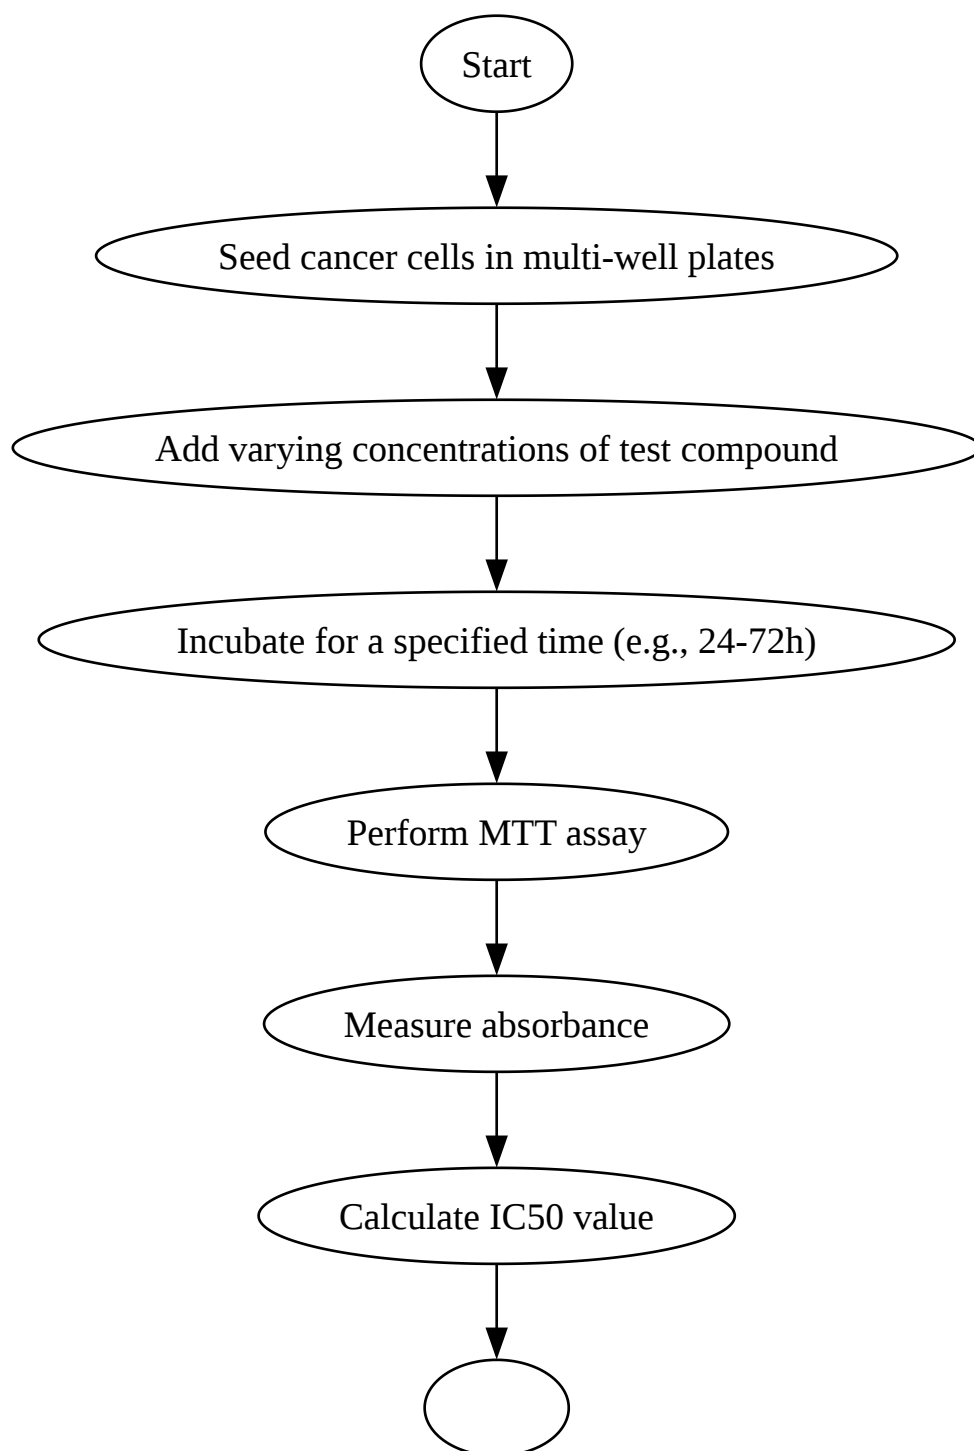 Start
Seed cancer cells in multi-well plates
Add varying concentrations of test compound
Incubate for a specified time (e.g., 24-72h)
Perform MTT assay
Measure absorbance
Calculate IC50 value